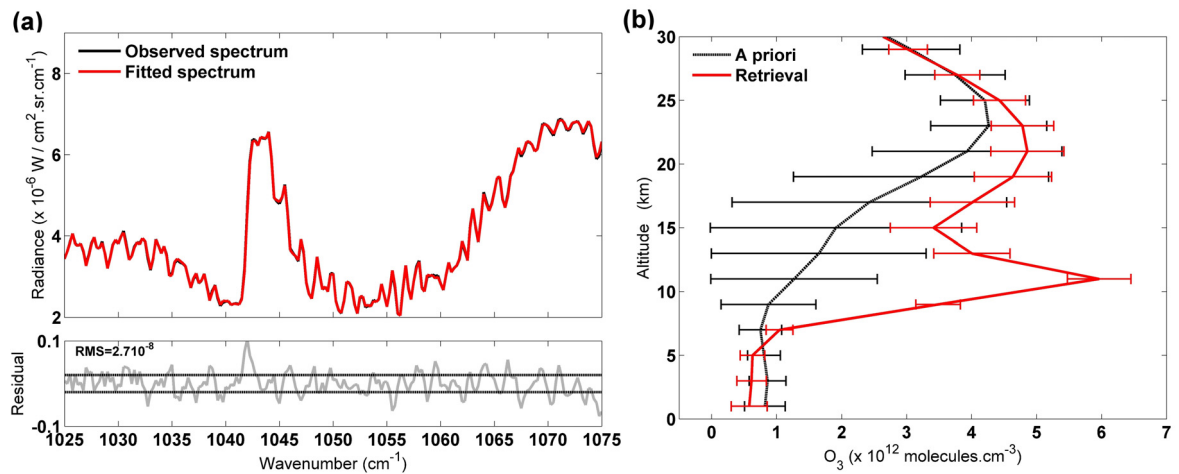 (a)
Observed spectrum
Fitted spectrum
Radiance (x 10⁻⁶ W / cm².sr.cm⁻¹)
8
6
4
2
RMS=2.710⁻⁸
Residual
0.1
-0.1
1025 1030 1035 1040 1045 1050 1055 1060 1065 1070 1075
Wavenumber (cm⁻¹)
(b)
A priori
Retrieval
Altitude (km)
30
25
20
15
10
5
0
0 1 2 3 4 5 6 7
O₃ (x 10¹² molecules.cm⁻³)